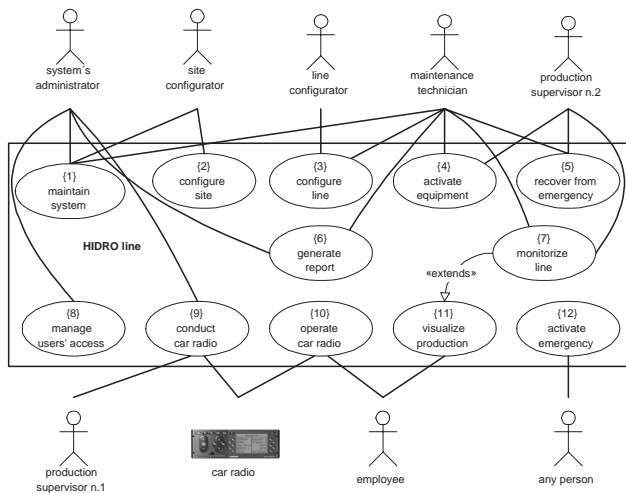 system´s
administrator
site
configurator
line
configurator
maintenance
technician
production
supervisor n.2
{1}
maintain
system
{2}
configure
site
{3}
configure
line
{4}
activate
equipment
{5}
recover from
emergency
HIDRO line
{6}
generate
report
{7}
monitorize
line
«extends»
{8}
manage
users' access
{9}
conduct
car radio
{10}
operate
car radio
{11}
visualize
production
{12}
activate
emergency
production
supervisor n.1
car radio
employee
any person